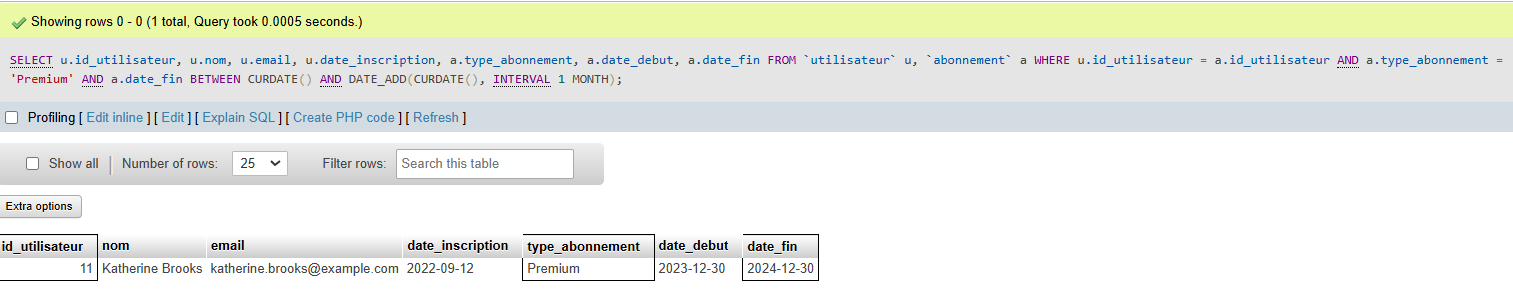 Showing rows 0 - 0 (1 total, Query took 0.0005 seconds.)
SELECT u.id_utilisateur, u.nom, u.email, u.date_inscription, a.type_abonnement, a.date_debut, a.date_fin FROM `utilisateur` u, `abonnement` a WHERE u.id_utilisateur = a.id_utilisateur AND a.type_abonnement =
'Premium' AND a.date_fin BETWEEN CURDATE() AND DATE_ADD(CURDATE(), INTERVAL 1 MONTH);
Profiling [ Edit inline ] [ Edit ] [ Explain SQL ] [ Create PHP code ] [ Refresh ]
Show all Number of rows: 25 Filter rows: Search this table
Extra options
id_utilisateur nom email date_inscription type_abonnement date_debut date_fin
11 Katherine Brooks katherine.brooks@example.com 2022-09-12 Premium 2023-12-30 2024-12-30